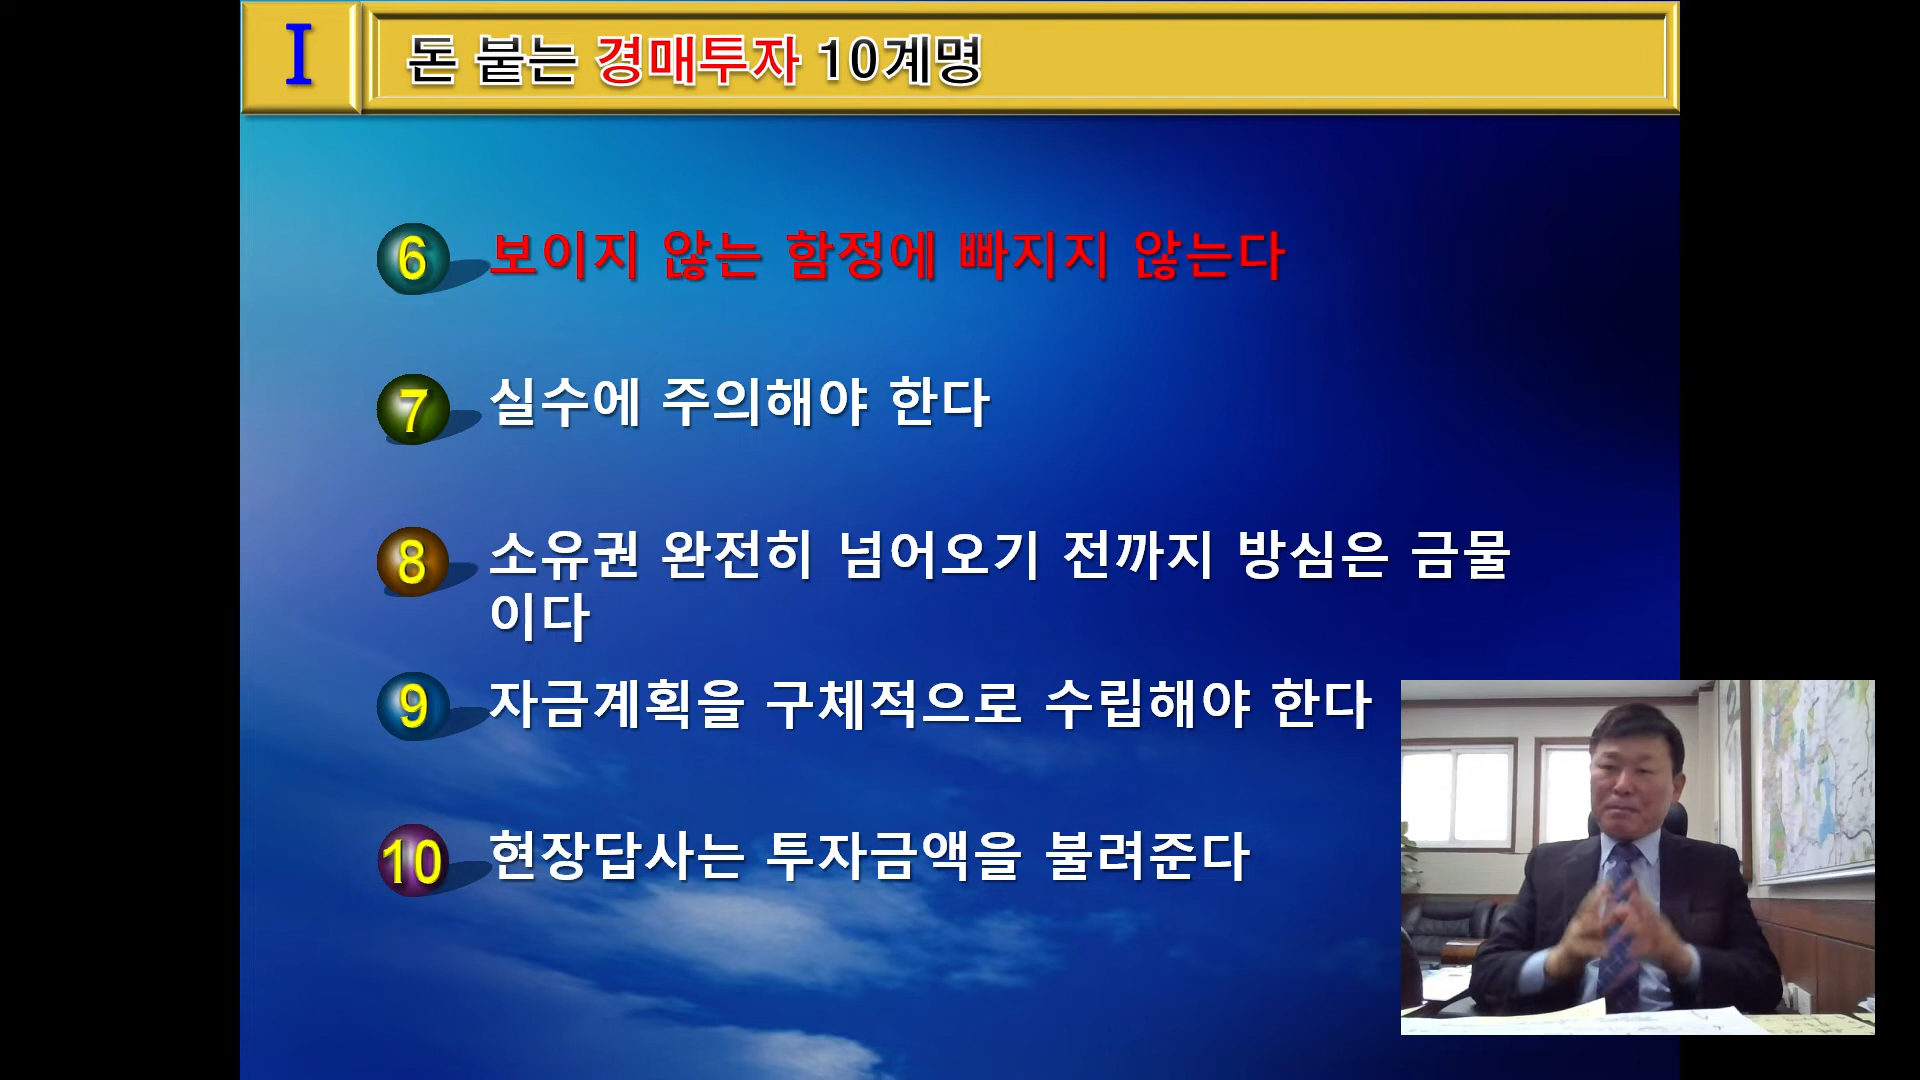 I
돈 붙는 경매투자 10계명
6 보이지 않는 함정에 빠지지 않는다
7 실수에 주의해야 한다
8 소유권 완전히 넘어오기 전까지 방심은 금물
이다
9 자금계획을 구체적으로 수립해야 한다
10 현장답사는 투자금액을 불려준다